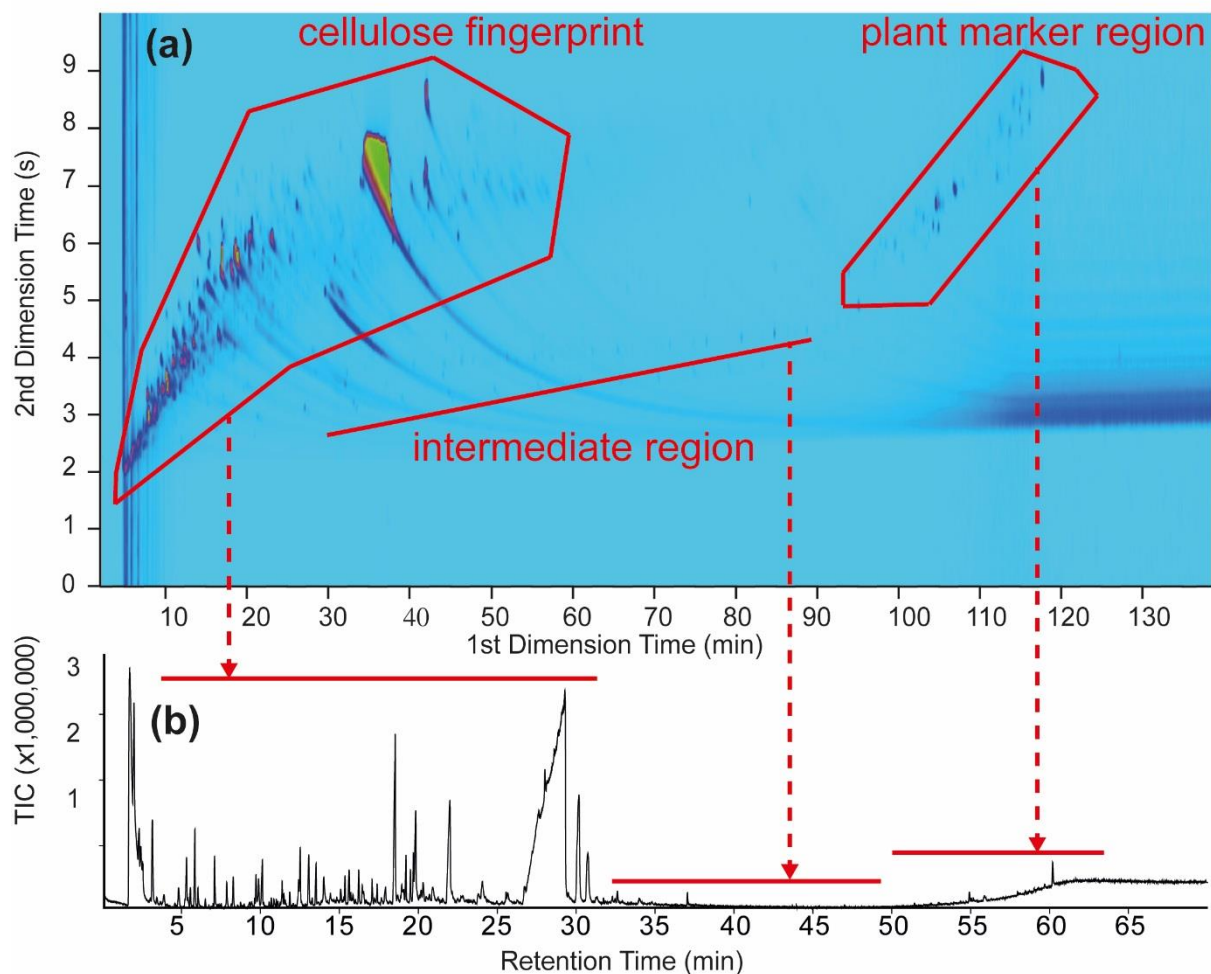 (a)
cellulose fingerprint
plant marker region
2nd Dimension Time (s)
9
8
7
6
5
4
3
2
1
0
intermediate region
10 20 30 40 50 60 70 80 90 100 110 120 130
1st Dimension Time (min)
(b)
TIC (x1,000,000)
3
2
1
5 10 15 20 25 30 35 40 45 50 55 60 65
Retention Time (min)